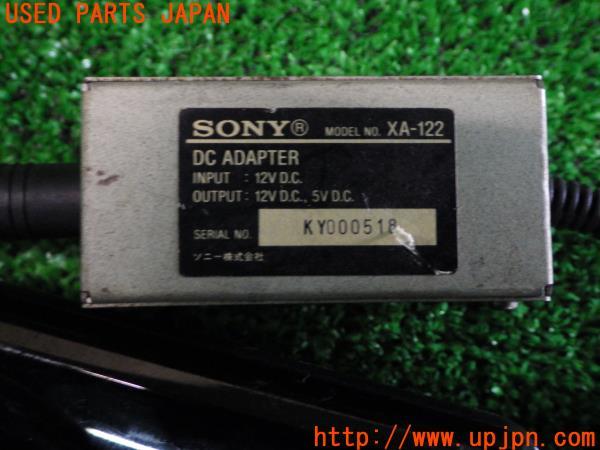 USED PARTS JAPAN
SONY® MODEL NO. XA-122
DC ADAPTER
INPUT : 12V D.C.
OUTPUT : 12V D.C., 5V D.C.
SERIAL NO. KY000518
ソニー株式会社
http://www.upjpn.com